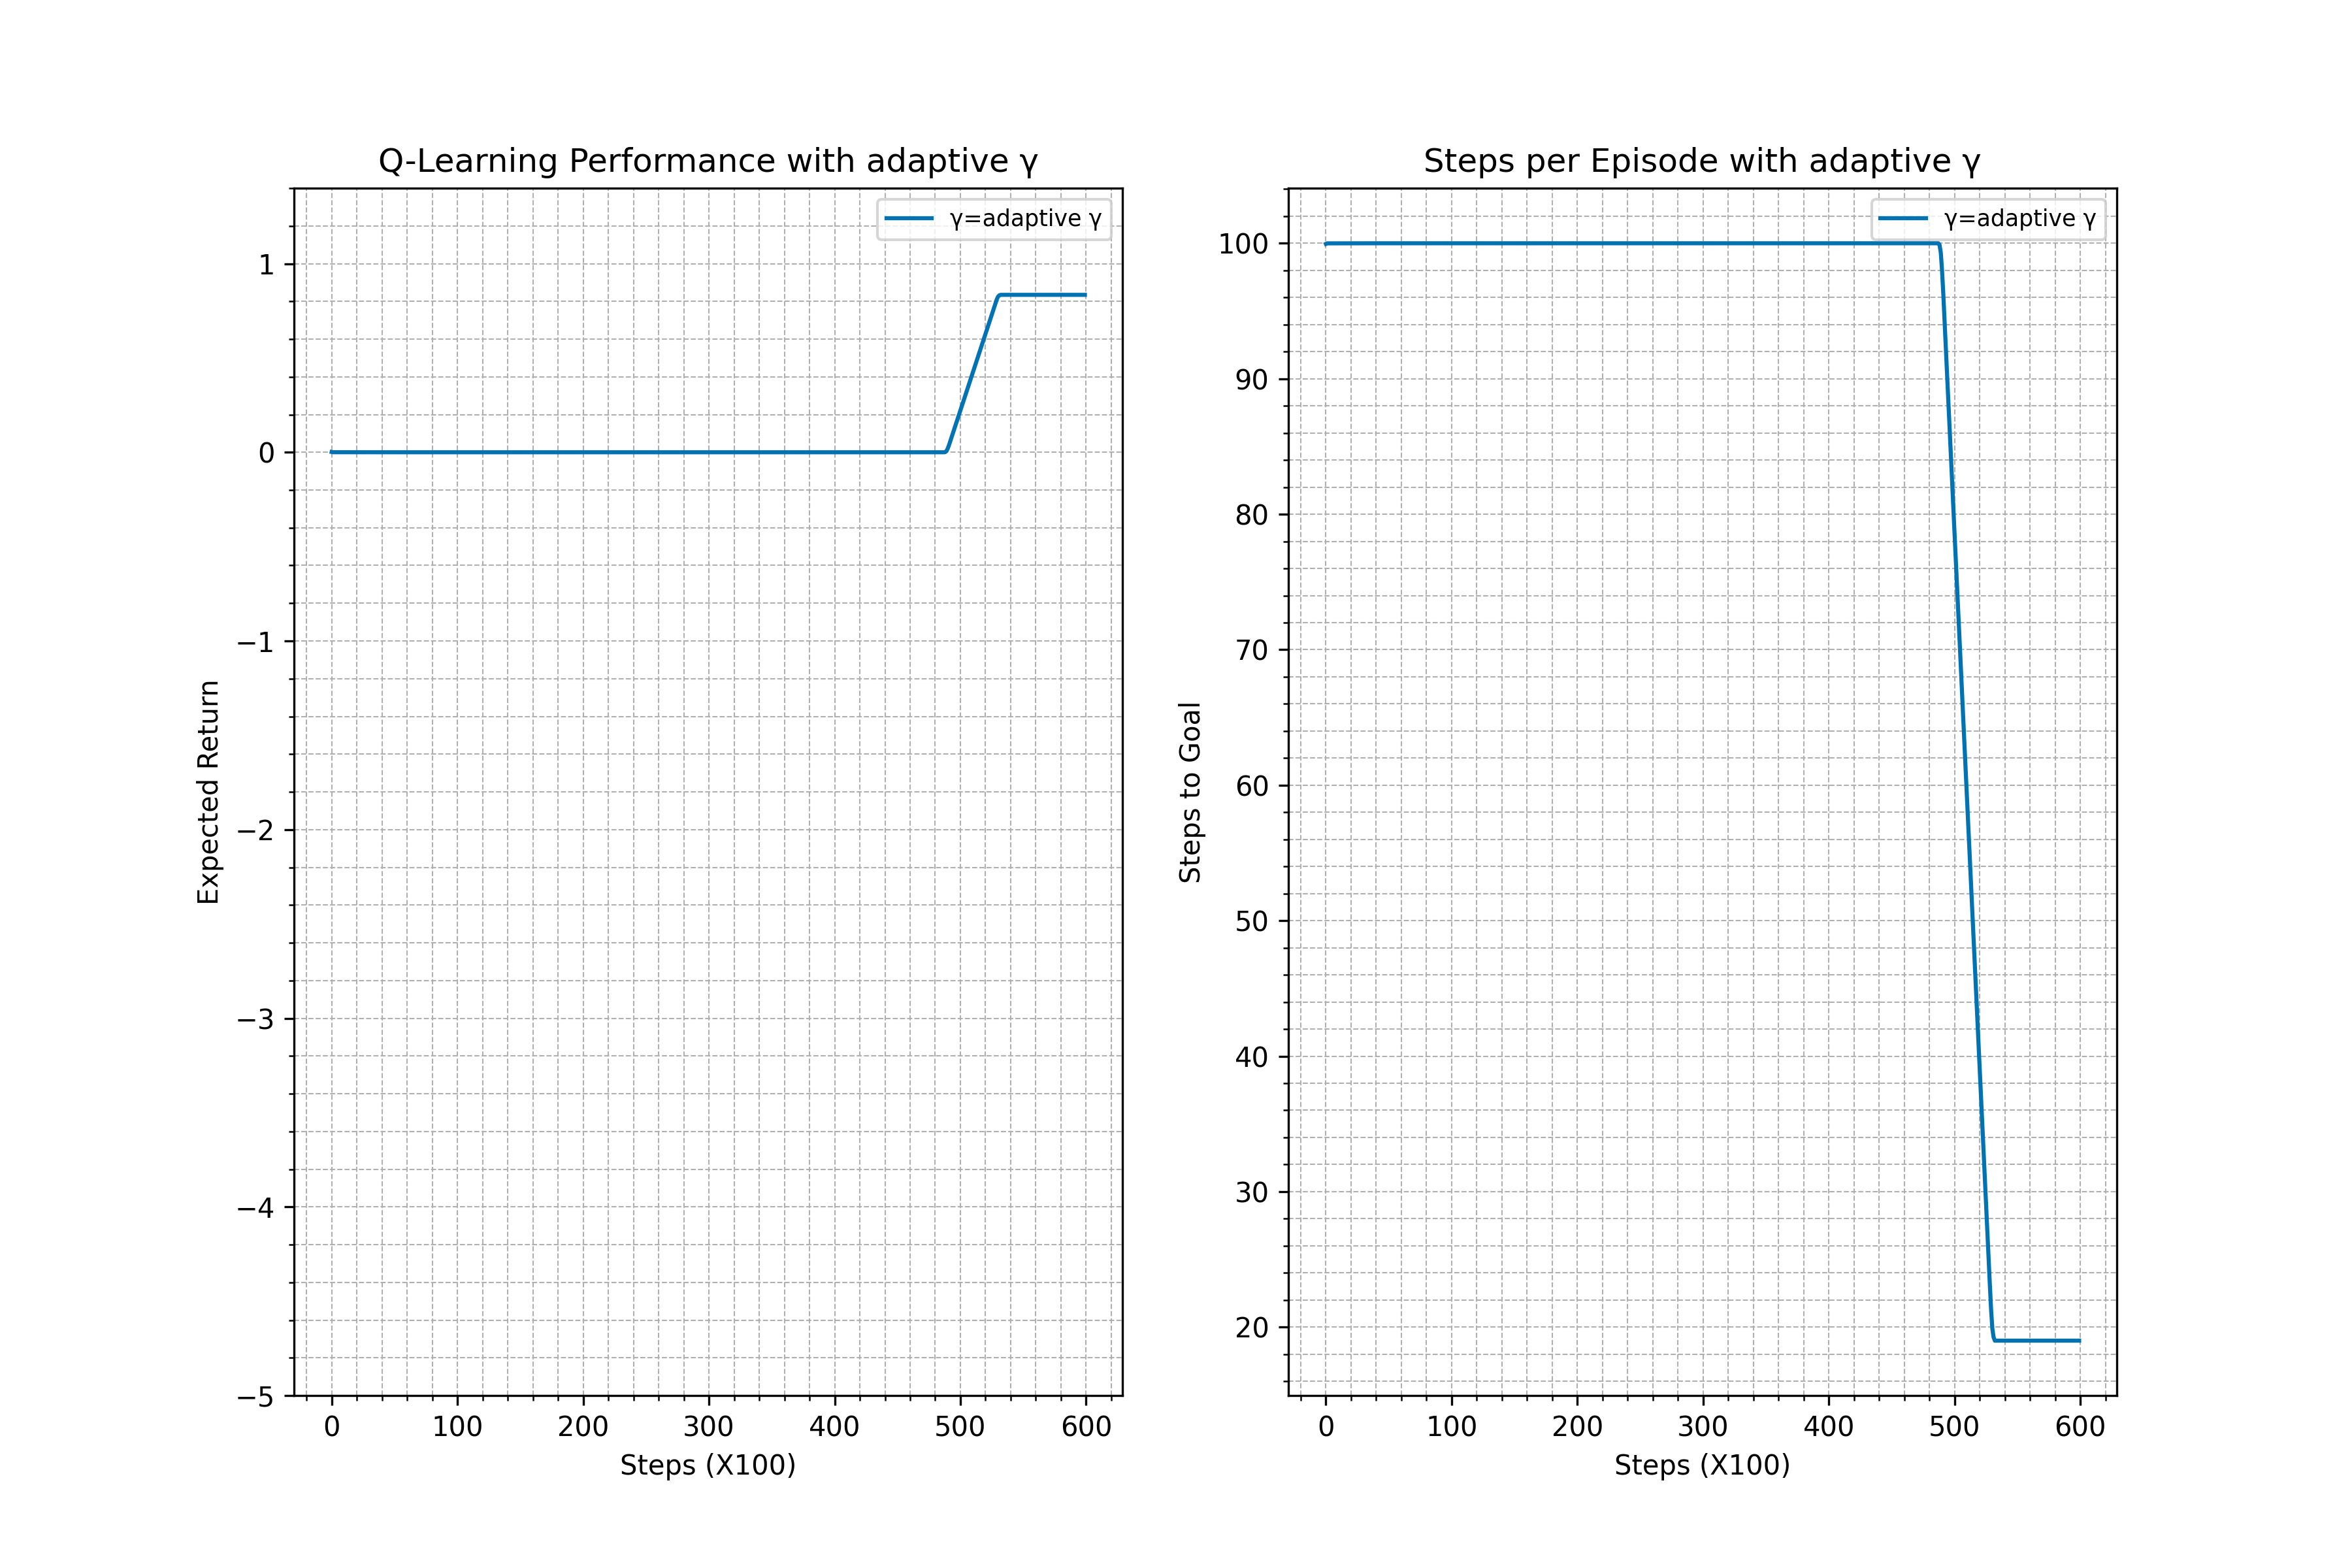 Q-Learning Performance with adaptive γ
γ=adaptive γ
1
0
−1
−2
−3
−4
−5
Expected Return
0 100 200 300 400 500 600
Steps (X100)
Steps per Episode with adaptive γ
γ=adaptive γ
100
90
80
70
60
50
40
30
20
Steps to Goal
0 100 200 300 400 500 600
Steps (X100)